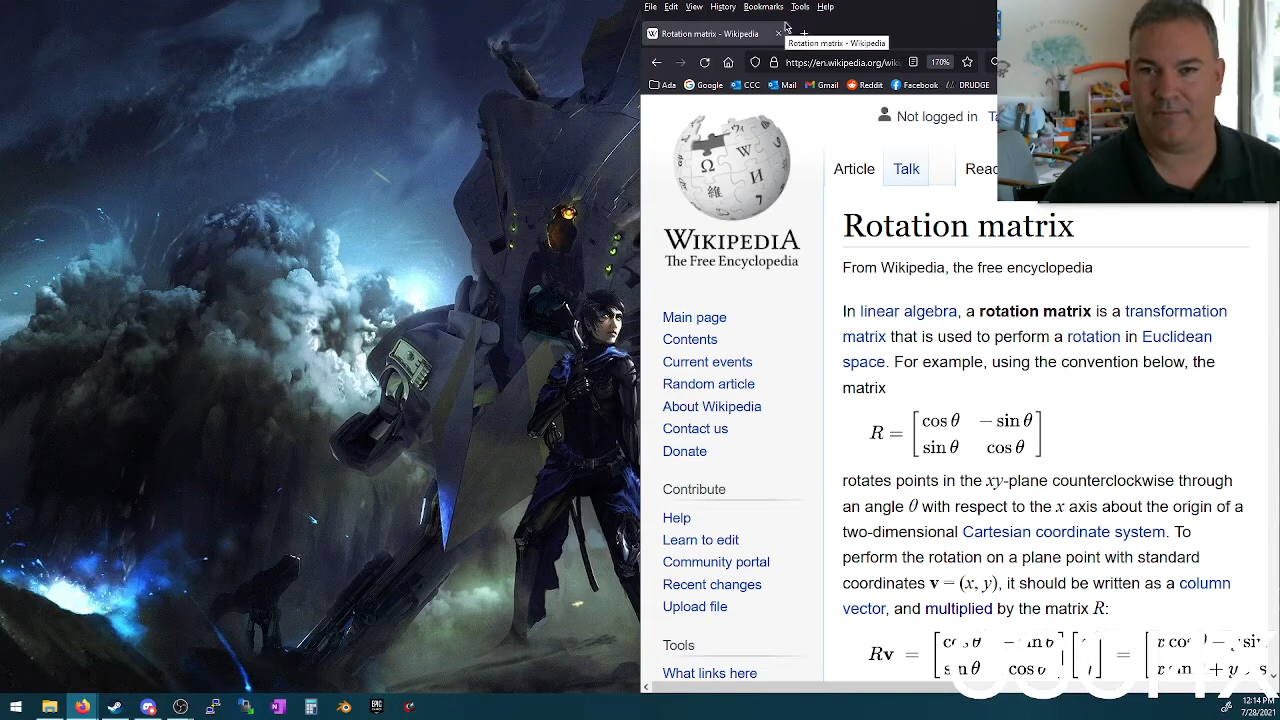 File Edit View History Bookmarks Tools Help
Rotation matrix - Wikipedia
Rotation matrix - Wikipedia
https://en.wikipedia.org/wik 170%
Ada Google CCC Mail Gmail Reddit Facebook DRUDGE
Not logged in
Article Talk Read
WIKIPEDIA
The Free Encyclopedia
Main page
Contents
Current events
Random article
About Wikipedia
Contact us
Donate
Contribute
Help
Learn to edit
Community portal
Recent changes
Upload file
Tools
What links here
Rotation matrix
From Wikipedia, the free encyclopedia
In linear algebra, a rotation matrix is a transformation
matrix that is used to perform a rotation in Euclidean
space. For example, using the convention below, the
matrix
R = [cos θ − sin θ
sin θ cos θ]
rotates points in the xy-plane counterclockwise through
an angle θ with respect to the x axis about the origin of a
two-dimensional Cartesian coordinate system. To
perform the rotation on a plane point with standard
coordinates v = (x, y), it should be written as a column
vector, and multiplied by the matrix R:
Rv =
12:14 PM
7/28/2021